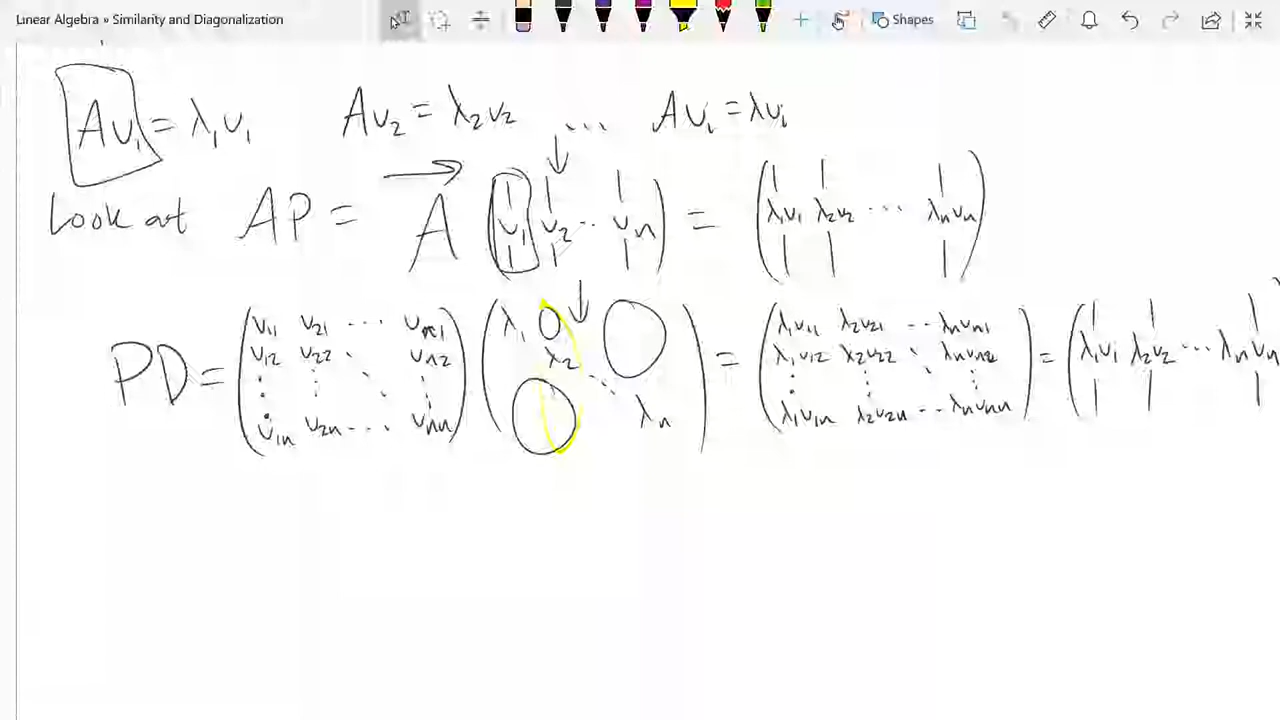 Linear Algebra » Similarity and Diagonalization
Shapes
Av₁ = λ₁v₁ Av₂ = λ₂v₂ ... Avᵢ = λvᵢ
Look at AP = A (v₁ v₂ ... vₙ) = (λ₁v₁ λ₂v₂ ... λₙvₙ)
PD = (v₁₁ v₂₁ ... vₙ₁ v₁₂ v₂₂ ⋱ vₙ₂ ⋮ ⋮ ⋱ ⋮ v₁ₙ v₂ₙ ... vₙₙ) (λ₁ 0 0 λ₂ ⋱ 0 λₙ) = (λ₁v₁₁ λ₂v₂₁ ... λₙvₙ₁ λ₁v₁₂ λ₂v₂₂ ⋱ λₙvₙ₂ ⋮ ⋮ ⋱ ⋮ λ₁v₁ₙ λ₂v₂ₙ ... λₙvₙₙ) = (λ₁v₁ λ₂v₂ ... λₙvₙ)